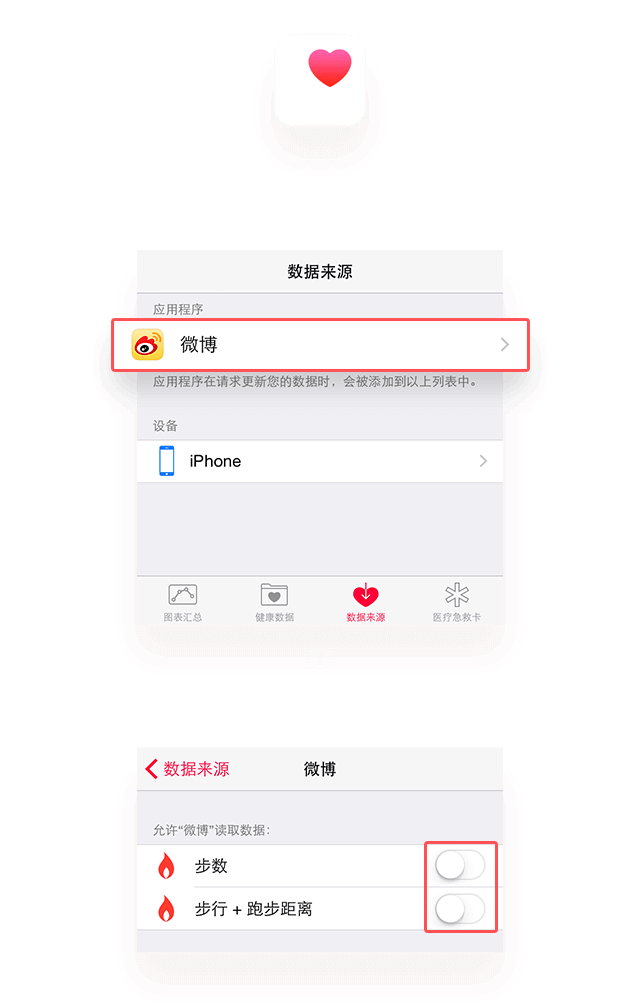 数据来源
应用程序
微博
应用程序在请求更新您的数据时，会被添加到以上列表中。
设备
iPhone
图表汇总
健康数据
数据来源
医疗急救卡
数据来源
微博
允许“微博”读取数据：
步数
步行 + 跑步距离